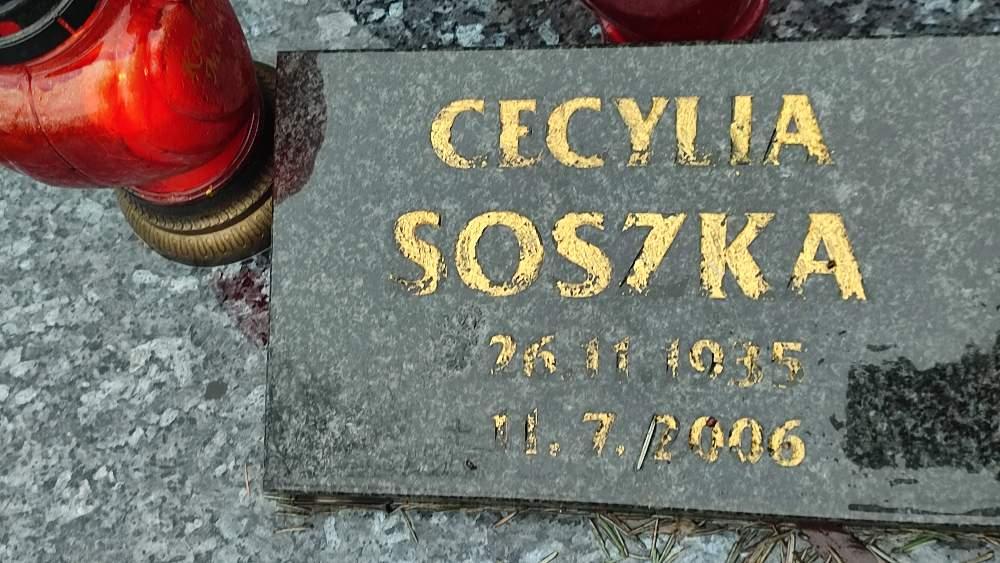 CECYLIA
SOSZKA
26 11 1935
11. 7. 2006